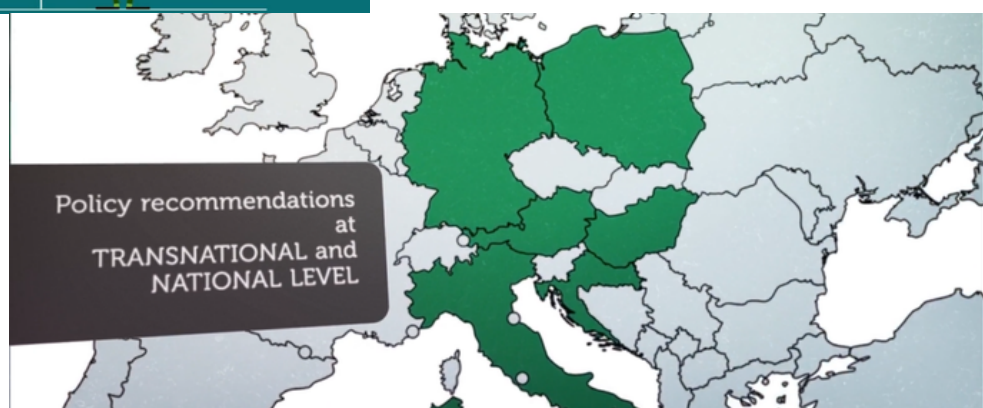 Policy recommendations
at
TRANSNATIONAL and
NATIONAL LEVEL